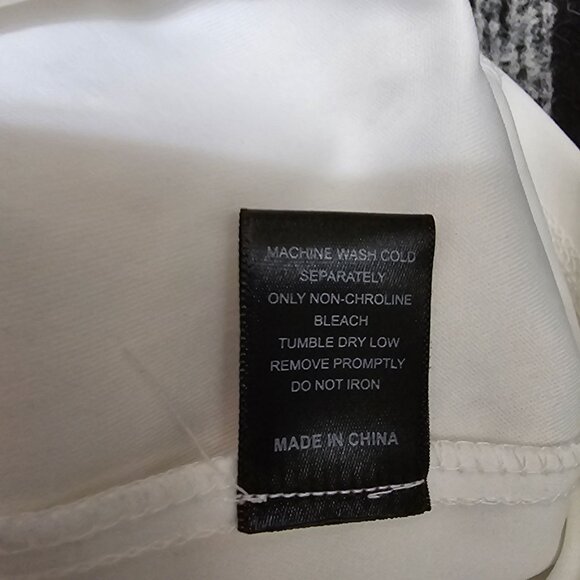 MACHINE WASH COLD
SEPARATELY
ONLY NON-CHROLINE
BLEACH
TUMBLE DRY LOW
REMOVE PROMPTLY
DO NOT IRON
MADE IN CHINA